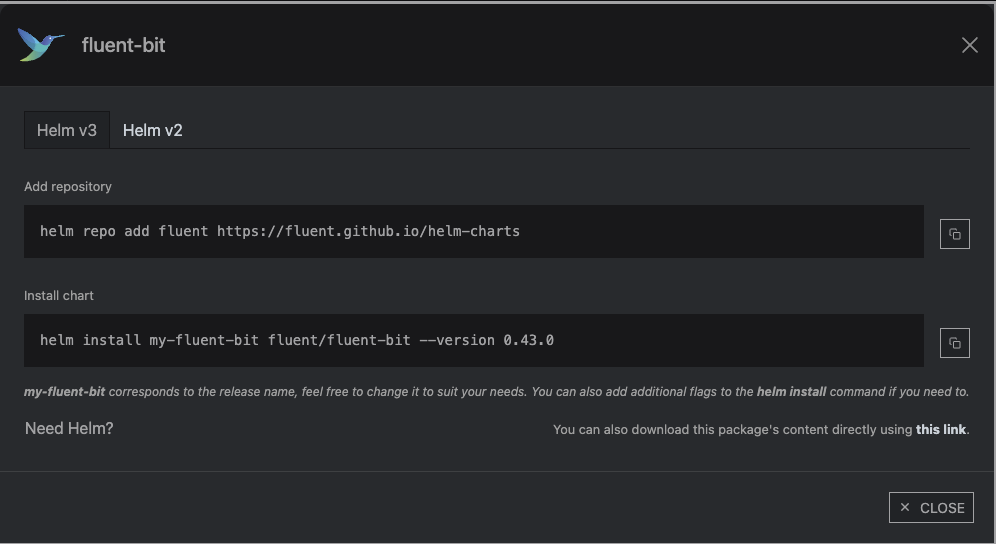 fluent-bit
Helm v3
Helm v2
Add repository
helm repo add fluent https://fluent.github.io/helm-charts
Install chart
helm install my-fluent-bit fluent/fluent-bit --version 0.43.0
my-fluent-bit corresponds to the release name, feel free to change it to suit your needs. You can also add additional flags to the helm install command if you need to.
Need Helm?
You can also download this package's content directly using this link.
CLOSE